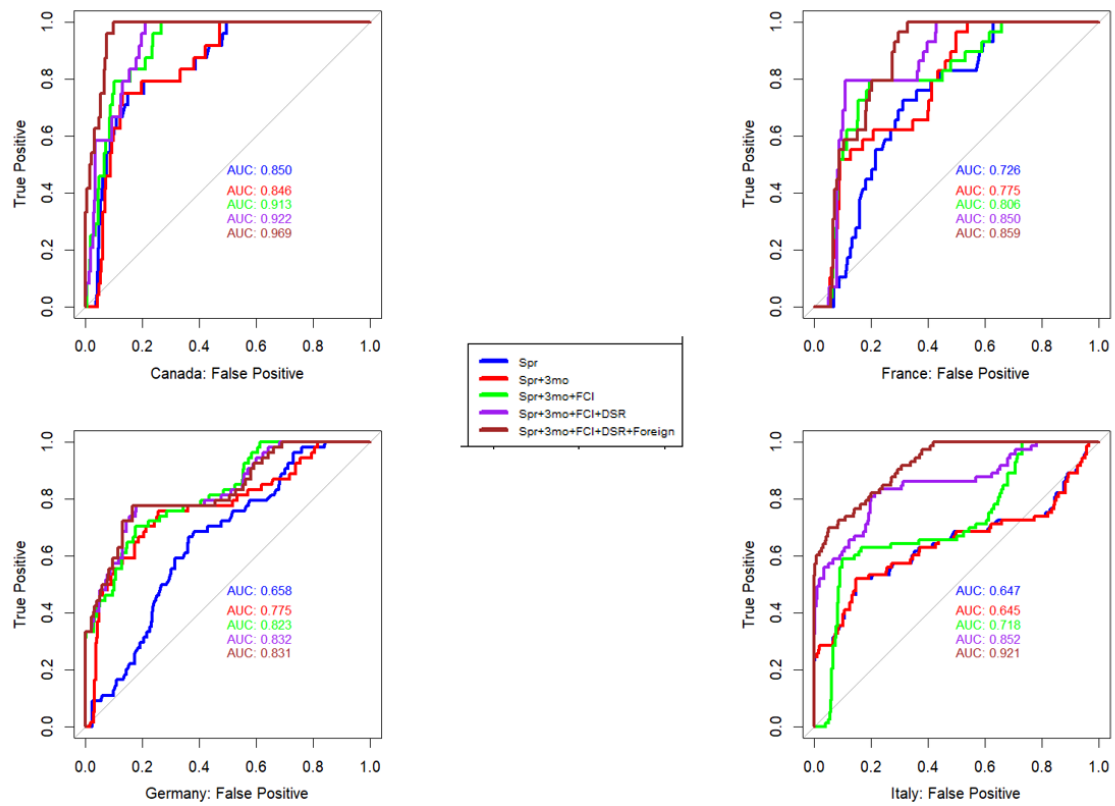 1.0
0.8
0.6
0.4
0.2
0.0
True Positive
AUC: 0.850
AUC: 0.846
AUC: 0.913
AUC: 0.922
AUC: 0.969
0.0 0.2 0.4 0.6 0.8 1.0
Canada: False Positive
1.0
0.8
0.6
0.4
0.2
0.0
True Positive
AUC: 0.726
AUC: 0.775
AUC: 0.806
AUC: 0.850
AUC: 0.859
0.0 0.2 0.4 0.6 0.8 1.0
France: False Positive
Spr
Spr+3mo
Spr+3mo+FCI
Spr+3mo+FCI+DSR
Spr+3mo+FCI+DSR+Foreign
1.0
0.8
0.6
0.4
0.2
0.0
True Positive
AUC: 0.658
AUC: 0.775
AUC: 0.823
AUC: 0.832
AUC: 0.831
0.0 0.2 0.4 0.6 0.8 1.0
Germany: False Positive
1.0
0.8
0.6
0.4
0.2
0.0
True Positive
AUC: 0.647
AUC: 0.645
AUC: 0.718
AUC: 0.852
AUC: 0.921
0.0 0.2 0.4 0.6 0.8 1.0
Italy: False Positive